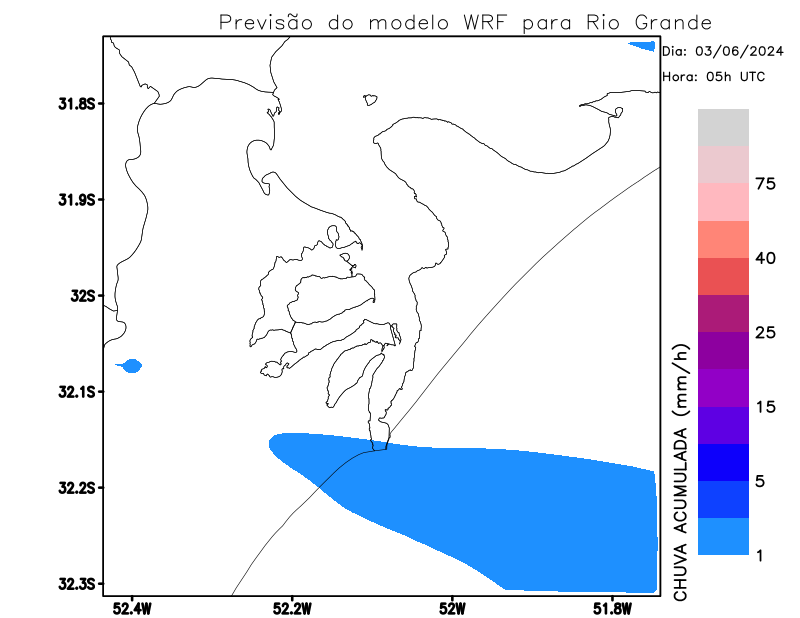 Previsão do modelo WRF para Rio Grande
Dia: 03/06/2024
Hora: 05h UTC
31.8S
31.9S
32S
32.1S
32.2S
32.3S
52.4W
52.2W
52W
51.8W
75
40
25
15
5
1
CHUVA ACUMULADA (mm/h)